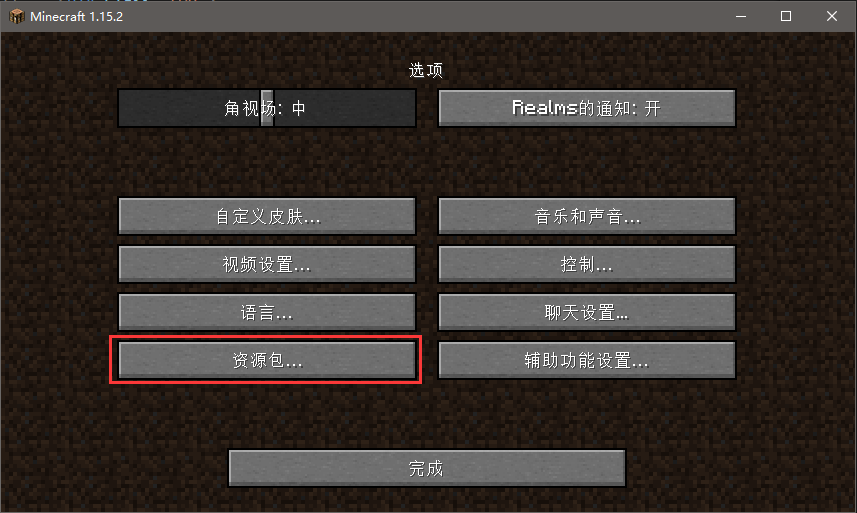 Minecraft 1.15.2
选项
角视场: 中
Realms的通知: 开
自定义皮肤...
音乐和声音...
视频设置...
控制...
语言...
聊天设置...
资源包...
辅助功能设置...
完成